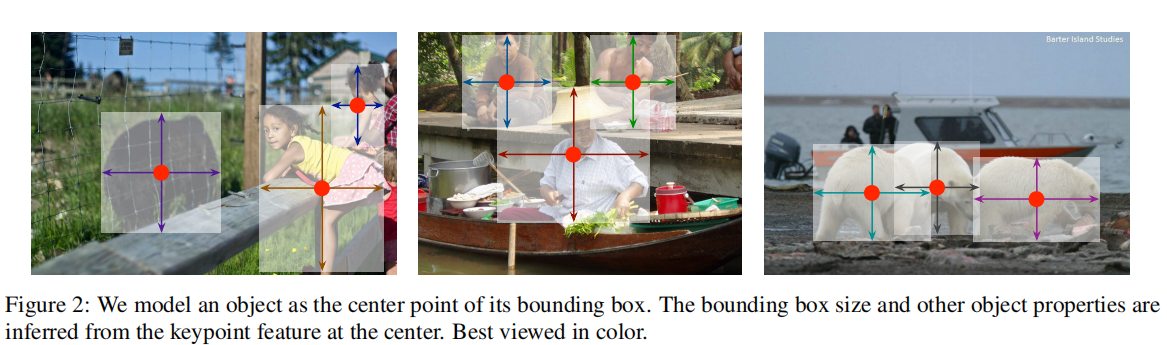 Barter Island Studies
Figure 2: We model an object as the center point of its bounding box. The bounding box size and other object properties are
inferred from the keypoint feature at the center. Best viewed in color.